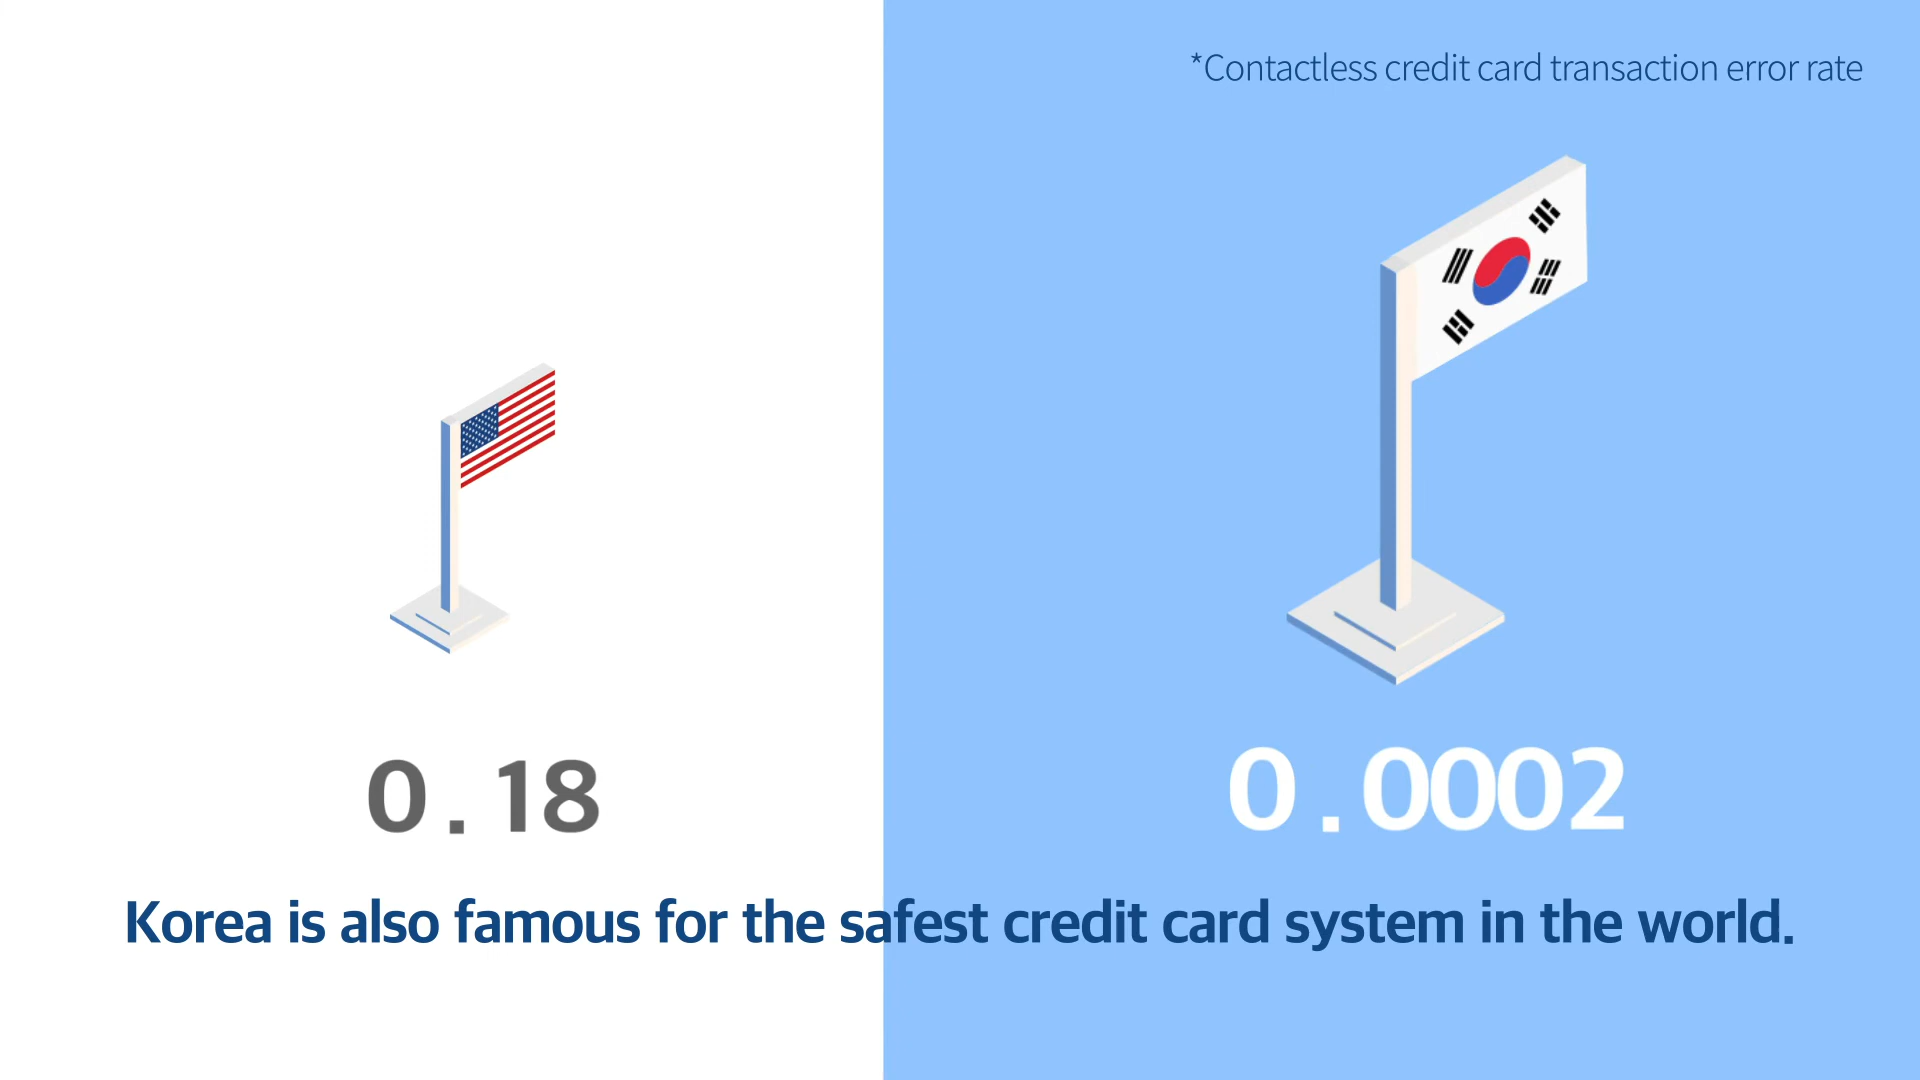 *Contactless credit card transaction error rate
0.18
0.0002
Korea is also famous for the safest credit card system in the world.